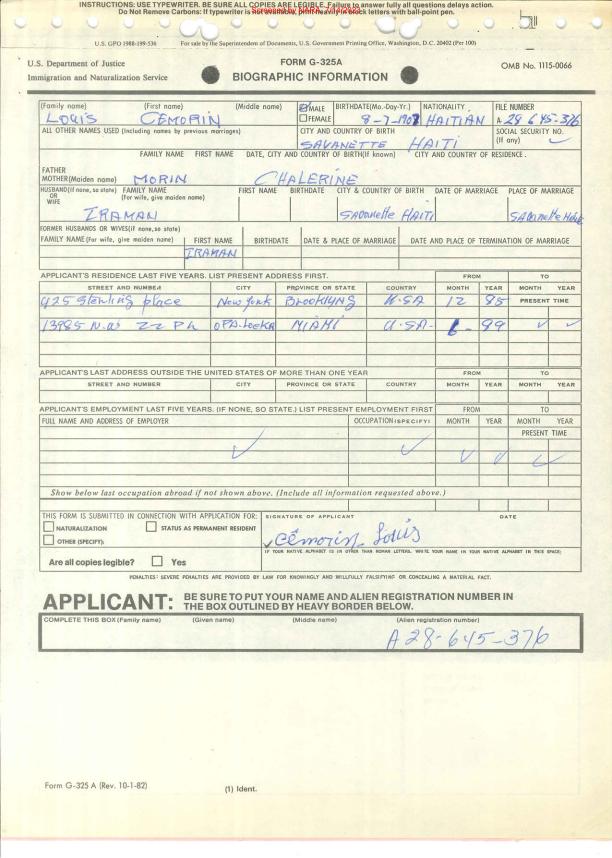 INSTRUCTIONS: USE TYPEWRITER. BE SURE ALL COPIES ARE LEGIBLE. Failure to answer fully all questions delays action.
Do Not Remove Carbons: If typewriter is not available, print heavily in block letters with ball-point pen.
U.S. GPO 1988-199-536 For sale by the Superintendent of Documents, U.S. Government Printing Office, Washington, D.C. 20402 (Per 100)
U.S. Department of Justice
Immigration and Naturalization Service
FORM G-325A
BIOGRAPHIC INFORMATION
OMB No. 1115-0066
(Family name) (First name) (Middle name) MALE BIRTHDATE(Mo.-Day-Yr.) NATIONALITY FILE NUMBER
LOUIS CEMORIN FEMALE 8-7-1907 HAITIAN A-28 645-376
ALL OTHER NAMES USED (Including names by previous marriages) CITY AND COUNTRY OF BIRTH SOCIAL SECURITY NO. (If any)
SAVANETTE HAITI
FAMILY NAME FIRST NAME DATE, CITY AND COUNTRY OF BIRTH(If known) CITY AND COUNTRY OF RESIDENCE.
FATHER
MOTHER(Maiden name) MORIN CHALERINE
HUSBAND(If none, so state) OR WIFE FAMILY NAME (For wife, give maiden name) FIRST NAME BIRTHDATE CITY & COUNTRY OF BIRTH DATE OF MARRIAGE PLACE OF MARRIAGE
IRAMAN Savanette HAITI Savanette Haiti
FORMER HUSBANDS OR WIVES(if none, so state)
FAMILY NAME(For wife, give maiden name) FIRST NAME BIRTHDATE DATE & PLACE OF MARRIAGE DATE AND PLACE OF TERMINATION OF MARRIAGE
IRAMAN
APPLICANT'S RESIDENCE LAST FIVE YEARS. LIST PRESENT ADDRESS FIRST. FROM TO
STREET AND NUMBER CITY PROVINCE OR STATE COUNTRY MONTH YEAR MONTH YEAR
925 Sterling place New York Brooklyng U.SA 12 85 PRESENT TIME
13985 N.W 22 PL OPA-locka MIAMI U.SA- 6- 89
APPLICANT'S LAST ADDRESS OUTSIDE THE UNITED STATES OF MORE THAN ONE YEAR FROM TO
STREET AND NUMBER CITY PROVINCE OR STATE COUNTRY MONTH YEAR MONTH YEAR
APPLICANT'S EMPLOYMENT LAST FIVE YEARS. (IF NONE, SO STATE.) LIST PRESENT EMPLOYMENT FIRST FROM TO
FULL NAME AND ADDRESS OF EMPLOYER OCCUPATION(SPECIFY) MONTH YEAR MONTH YEAR
PRESENT TIME
Show below last occupation abroad if not shown above. (Include all information requested above.)
THIS FORM IS SUBMITTED IN CONNECTION WITH APPLICATION FOR: SIGNATURE OF APPLICANT DATE
NATURALIZATION STATUS AS PERMANENT RESIDENT
OTHER (SPECIFY):
Cêmorin Louis
IF YOUR NATIVE ALPHABET IS IN OTHER THAN ROMAN LETTERS, WRITE YOUR NAME IN YOUR NATIVE ALPHABET IN THIS SPACE:
Are all copies legible? Yes
PENALTIES: SEVERE PENALTIES ARE PROVIDED BY LAW FOR KNOWINGLY AND WILLFULLY FALSIFYING OR CONCEALING A MATERIAL FACT.
APPLICANT: BE SURE TO PUT YOUR NAME AND ALIEN REGISTRATION NUMBER IN THE BOX OUTLINED BY HEAVY BORDER BELOW.
COMPLETE THIS BOX (Family name) (Given name) (Middle name) (Alien registration number)
A28-645-376
Form G-325 A (Rev. 10-1-82)
(1) Ident.